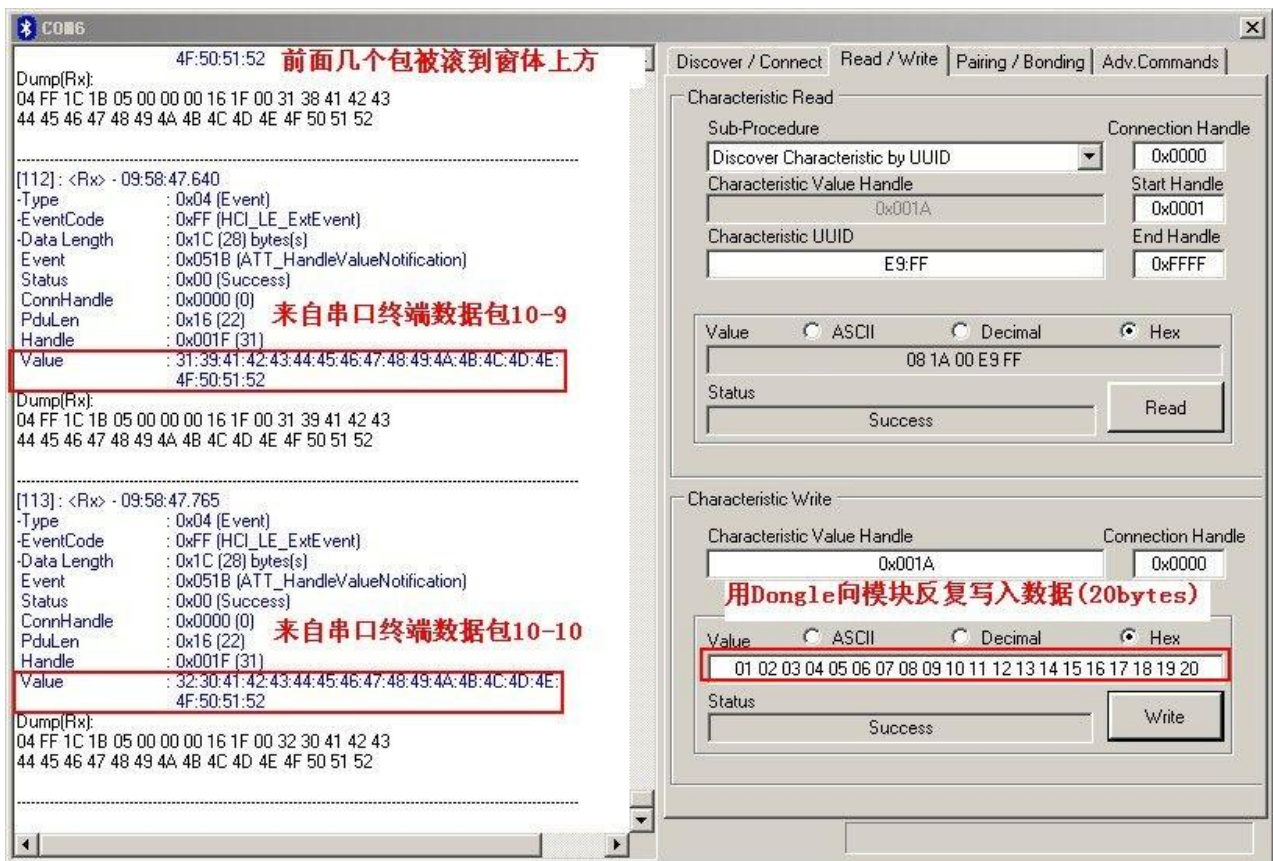 COM6
4F:50:51:52 前面几个包被滚到窗体上方
Dump(Rx):
04 FF 1C 1B 05 00 00 00 16 1F 00 31 38 41 42 43
44 45 46 47 48 49 4A 4B 4C 4D 4E 4F 50 51 52
[112] : <Rx> - 09:58:47.640
-Type : 0x04 (Event)
-EventCode : 0xFF (HCI_LE_ExtEvent)
-Data Length : 0x1C (28) bytes(s)
Event : 0x051B (ATT_HandleValueNotification)
Status : 0x00 (Success)
ConnHandle : 0x0000 (0)
PduLen : 0x16 (22) 来自串口终端数据包10-9
Handle : 0x001F (31)
Value : 31:39:41:42:43:44:45:46:47:48:49:4A:4B:4C:4D:4E:
4F:50:51:52
Dump(Rx):
04 FF 1C 1B 05 00 00 00 16 1F 00 31 39 41 42 43
44 45 46 47 48 49 4A 4B 4C 4D 4E 4F 50 51 52
[113] : <Rx> - 09:58:47.765
-Type : 0x04 (Event)
-EventCode : 0xFF (HCI_LE_ExtEvent)
-Data Length : 0x1C (28) bytes(s)
Event : 0x051B (ATT_HandleValueNotification)
Status : 0x00 (Success)
ConnHandle : 0x0000 (0)
PduLen : 0x16 (22) 来自串口终端数据包10-10
Handle : 0x001F (31)
Value : 32:30:41:42:43:44:45:46:47:48:49:4A:4B:4C:4D:4E:
4F:50:51:52
Dump(Rx):
04 FF 1C 1B 05 00 00 00 16 1F 00 32 30 41 42 43
44 45 46 47 48 49 4A 4B 4C 4D 4E 4F 50 51 52
Discover / Connect Read / Write Pairing / Bonding Adv.Commands
Characteristic Read
Sub-Procedure Connection Handle
Discover Characteristic by UUID 0x0000
Characteristic Value Handle Start Handle
0x001A 0x0001
Characteristic UUID End Handle
E9:FF 0xFFFF
Value ASCII Decimal Hex
08 1A 00 E9 FF
Status
Success Read
Characteristic Write
Characteristic Value Handle Connection Handle
0x001A 0x0000
用Dongle向模块反复写入数据(20bytes)
Value ASCII Decimal Hex
01 02 03 04 05 06 07 08 09 10 11 12 13 14 15 16 17 18 19 20
Status
Success Write